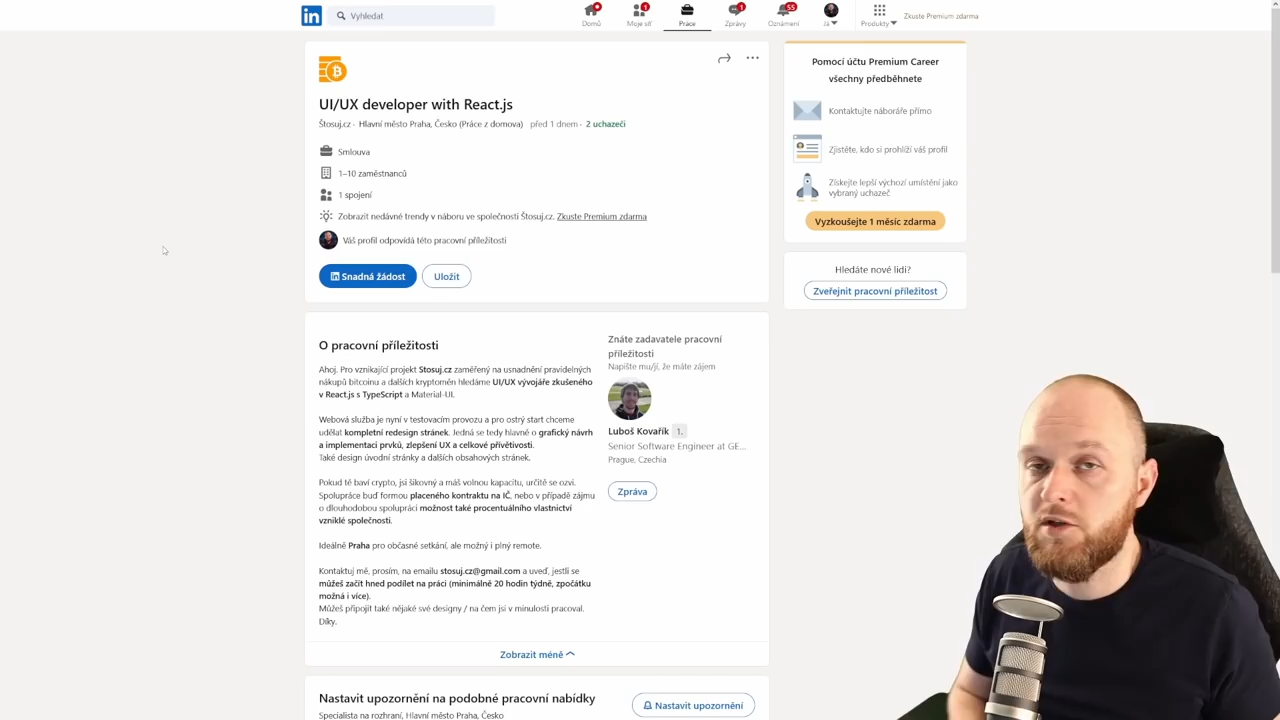 in
Vyhledat
1
1
55
Domů
Moje síť
Práce
Zprávy
Oznámení
Já
Produkty
Zkuste Premium zdarma
UI/UX developer with React.js
Štosuj.cz · Hlavní město Praha, Česko (Práce z domova) před 1 dnem · 2 uchazeči
Smlouva
1–10 zaměstnanců
1 spojení
Zobrazit nedávné trendy v náboru ve společnosti Štosuj.cz. Zkuste Premium zdarma
Váš profil odpovídá této pracovní příležitosti
in Snadná žádost
Uložit
O pracovní příležitosti
Ahoj. Pro vznikající projekt Stosuj.cz zaměřený na usnadnění pravidelných
nákupů bitcoinu a dalších kryptoměn hledáme UI/UX vývojáře zkušeného
v React.js s TypeScript a Material-UI.
Webová služba je nyní v testovacím provozu a pro ostrý start chceme
udělat kompletní redesign stránek. Jedná se tedy hlavně o grafický návrh
a implementaci prvků, zlepšení UX a celkové přívětivosti.
Také design úvodní stránky a dalších obsahových stránek.
Pokud tě baví crypto, jsi šikovný a máš volnou kapacitu, určitě se ozvi.
Spolupráce buď formou placeného kontraktu na IČ, nebo v případě zájmu
o dlouhodobou spolupráci možnost také procentuálního vlastnictví
vzniklé společnosti.
Ideálně Praha pro občasné setkání, ale možný i plný remote.
Kontaktuj mě, prosím, na emailu stosuj.cz@gmail.com a uveď, jestli se
můžeš začít hned podílet na práci (minimálně 20 hodin týdně, zpočátku
možná i více).
Můžeš připojit také nějaké své designy / na čem jsi v minulosti pracoval.
Díky.
Zobrazit méně
Znáte zadavatele pracovní
příležitosti
Napište mu/jí, že máte zájem
Luboš Kovařík 1.
Senior Software Engineer at GE...
Prague, Czechia
Zpráva
Nastavit upozornění na podobné pracovní nabídky
Specialista na rozhraní, Hlavní město Praha, Česko
Nastavit upozornění
Pomocí účtu Premium Career
všechny předběhnete
Kontaktujte náboráře přímo
Zjistěte, kdo si prohlíží váš profil
Získejte lepší výchozí umístění jako
vybraný uchazeč
Vyzkoušejte 1 měsíc zdarma
Hledáte nové lidi?
Zveřejnit pracovní příležitost